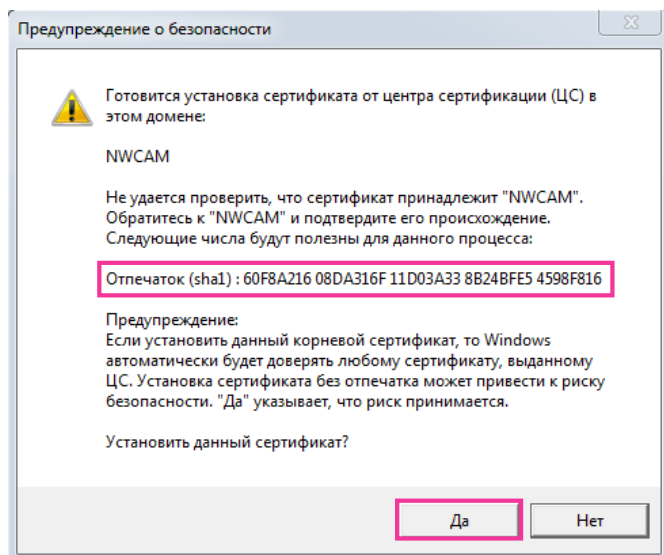 Предупреждение о безопасности
Готовится установка сертификата от центра сертификации (ЦС) в
этом домене:
NWCAM
Не удается проверить, что сертификат принадлежит "NWCAM".
Обратитесь к "NWCAM" и подтвердите его происхождение.
Следующие числа будут полезны для данного процесса:
Отпечаток (sha1) : 60F8A216 08DA316F 11D03A33 8B24BFE5 4598F816
Предупреждение:
Если установить данный корневой сертификат, то Windows
автоматически будет доверять любому сертификату, выданному
ЦС. Установка сертификата без отпечатка может привести к риску
безопасности. "Да" указывает, что риск принимается.
Установить данный сертификат?
Да
Нет